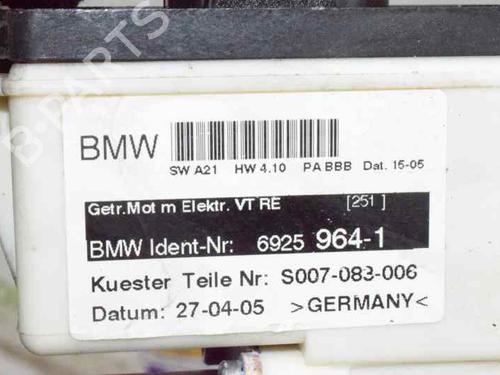 BMW
SW A21 HW 4.10 PA BBB Dat. 15-05
Getr.Mot m Elektr. VT RE [251]
BMW Ident-Nr: 6925 964-1
Kuester Teile Nr: S007-083-006
Datum: 27-04-05 >GERMANY<
B-PARTS